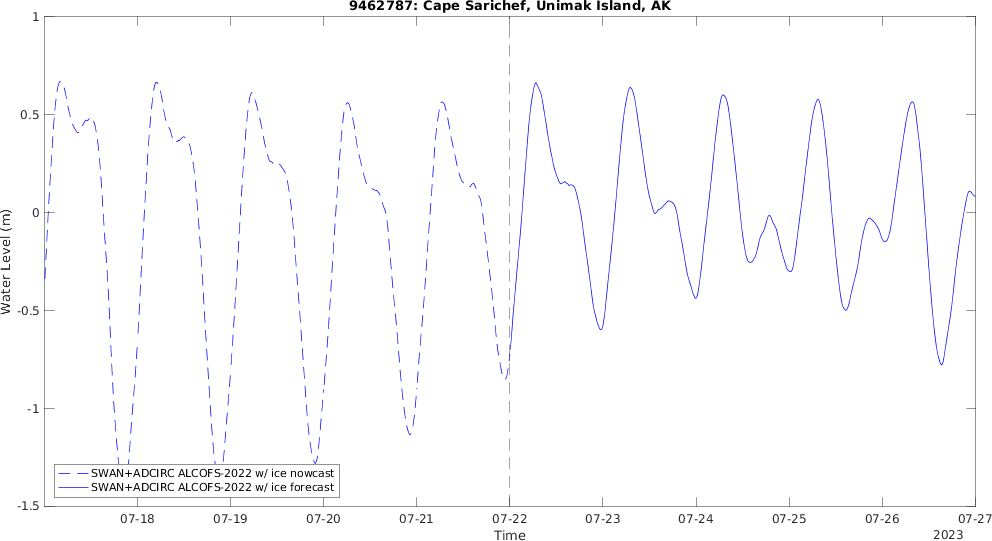 9462787: Cape Sarichef, Unimak Island, AK
1
0.5
0
-0.5
-1
-1.5
Water Level (m)
SWAN+ADCIRC ALCOFS-2022 w/ ice nowcast
SWAN+ADCIRC ALCOFS-2022 w/ ice forecast
07-18 07-19 07-20 07-21 07-22 07-23 07-24 07-25 07-26 07-27
Time
2023